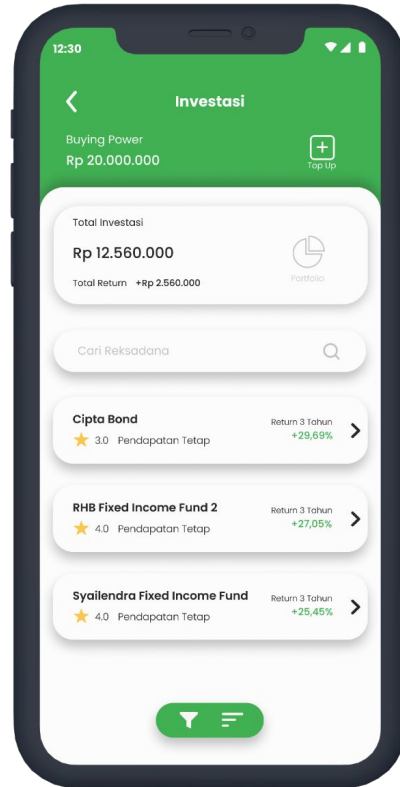 12:30
Investasi
Buying Power
Rp 20.000.000
Top Up
Total Investasi
Rp 12.560.000
Total Return +Rp 2.560.000
Portfolio
Cari Reksadana
Cipta Bond
Return 3 Tahun
3.0 Pendapatan Tetap
+29,69%
RHB Fixed Income Fund 2
Return 3 Tahun
4.0 Pendapatan Tetap
+27,05%
Syailendra Fixed Income Fund
Return 3 Tahun
4.0 Pendapatan Tetap
+25,45%